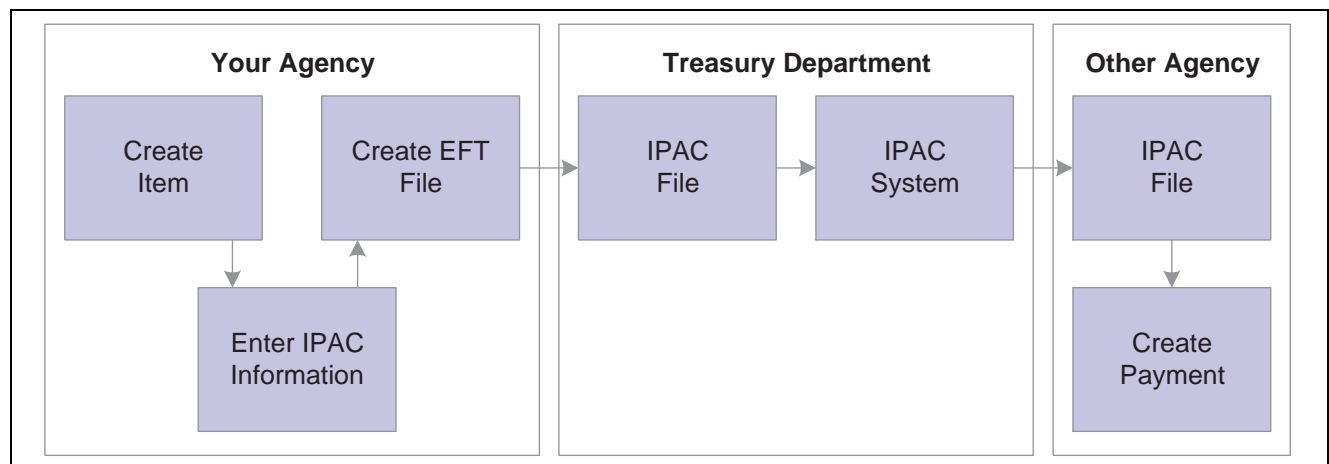 Your Agency
Create
Item
Enter IPAC
Information
Create EFT
File
Treasury Department
IPAC
File
IPAC
System
Other Agency
IPAC
File
Create
Payment